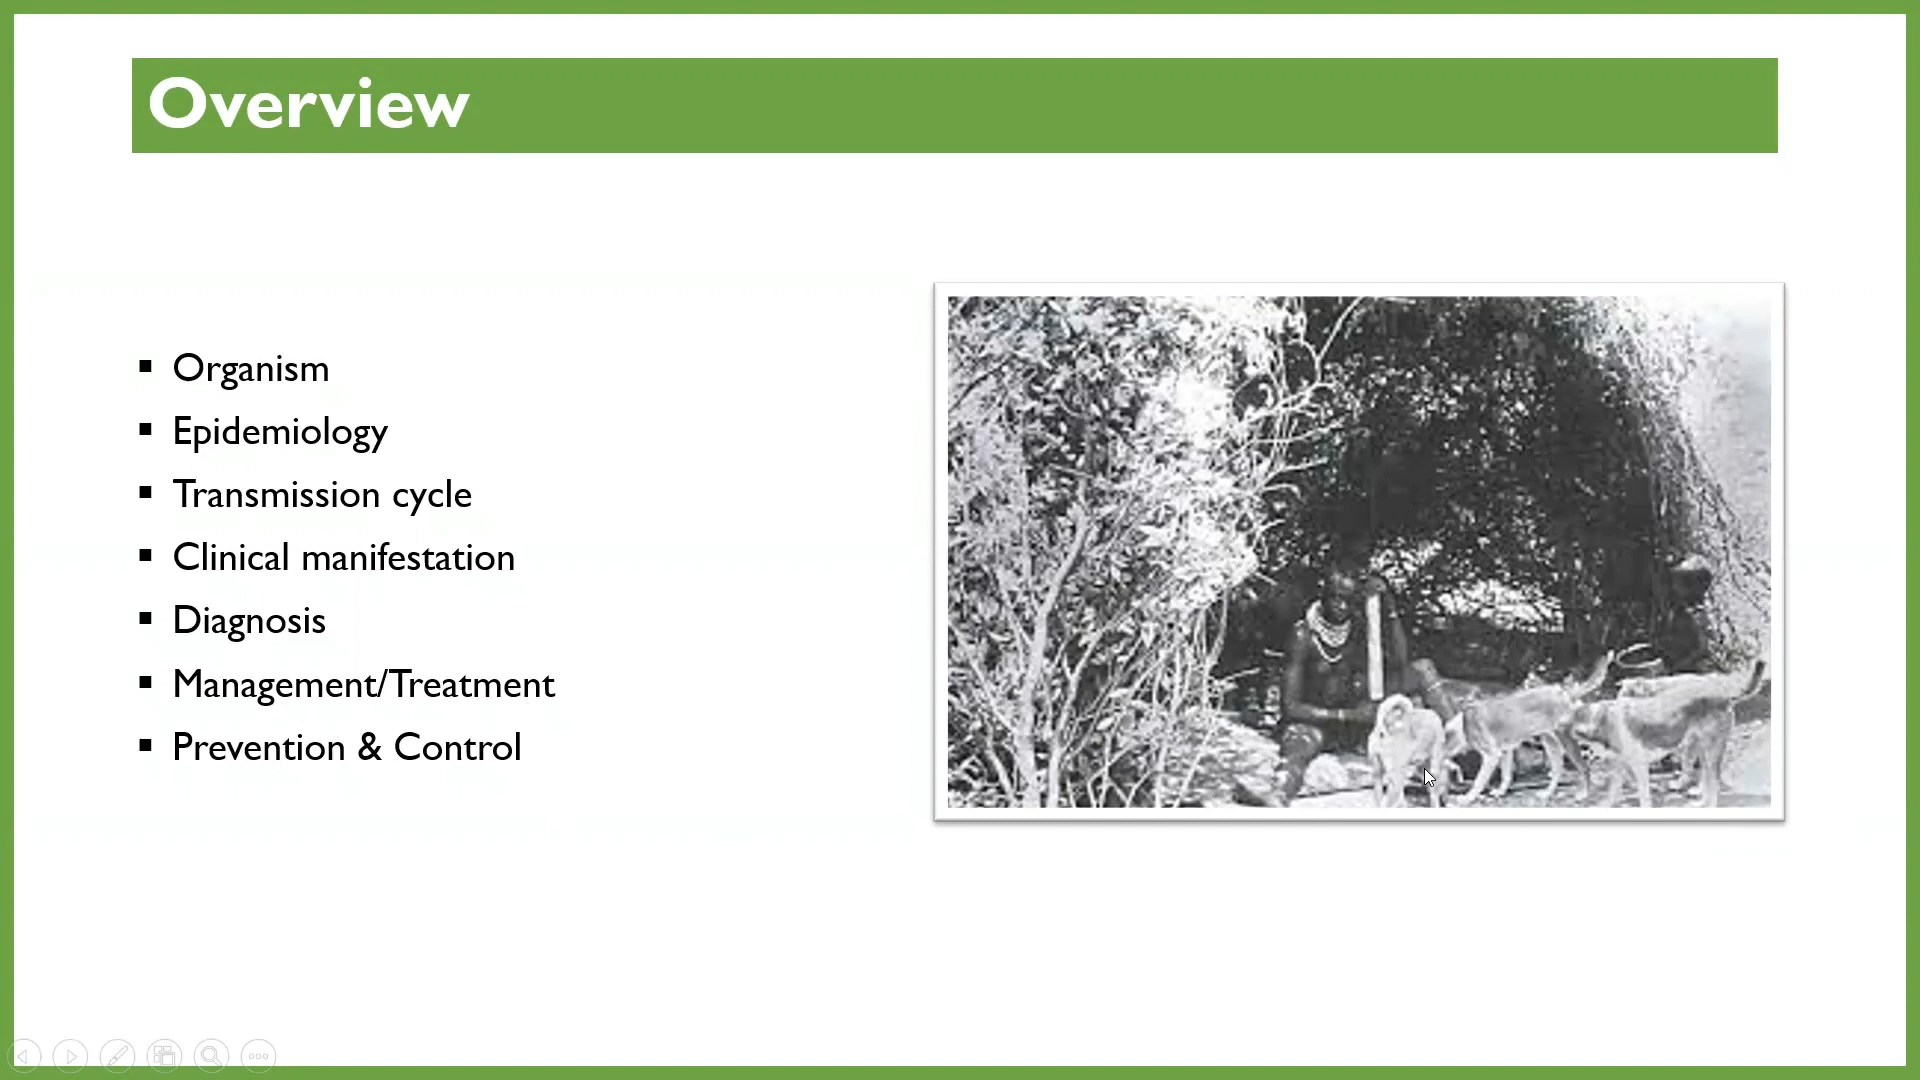 Overview
Organism
Epidemiology
Transmission cycle
Clinical manifestation
Diagnosis
Management/Treatment
Prevention & Control